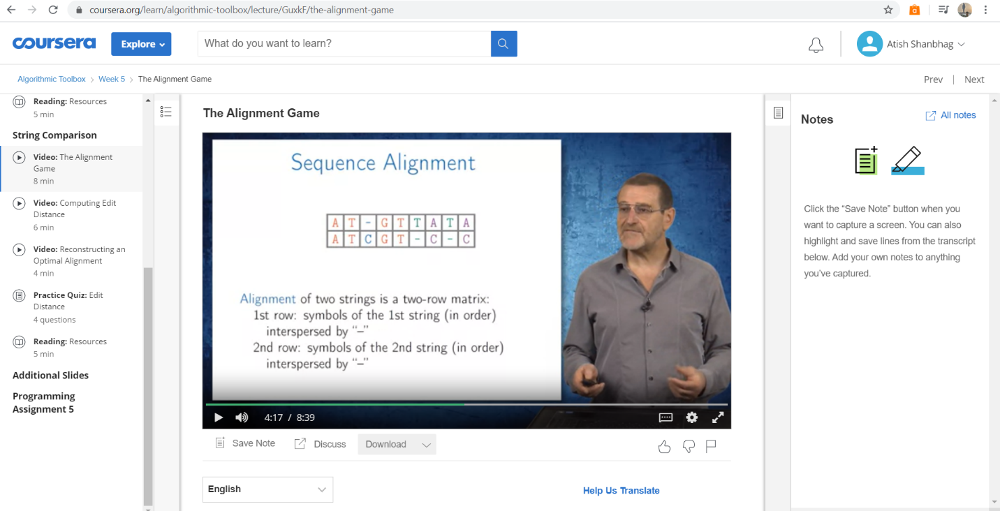 coursera.org/learn/algorithmic-toolbox/lecture/GuxkF/the-alignment-game
coursera
Explore
What do you want to learn?
Atish Shanbhag
Algorithmic Toolbox > Week 5 > The Alignment Game
Prev | Next
Reading: Resources
5 min
String Comparison
Video: The Alignment
Game
8 min
Video: Computing Edit
Distance
6 min
Video: Reconstructing an
Optimal Alignment
4 min
Practice Quiz: Edit
Distance
4 questions
Reading: Resources
5 min
Additional Slides
Programming
Assignment 5
The Alignment Game
Sequence Alignment
A T - G T T A T A
A T C G T - C - C
Alignment of two strings is a two-row matrix:
1st row: symbols of the 1st string (in order)
interspersed by “–”
2nd row: symbols of the 2nd string (in order)
interspersed by “–”
4:17 / 8:39
Save Note
Discuss
Download
English
Help Us Translate
Notes
All notes
Click the “Save Note” button when you
want to capture a screen. You can also
highlight and save lines from the transcript
below. Add your own notes to anything
you’ve captured.